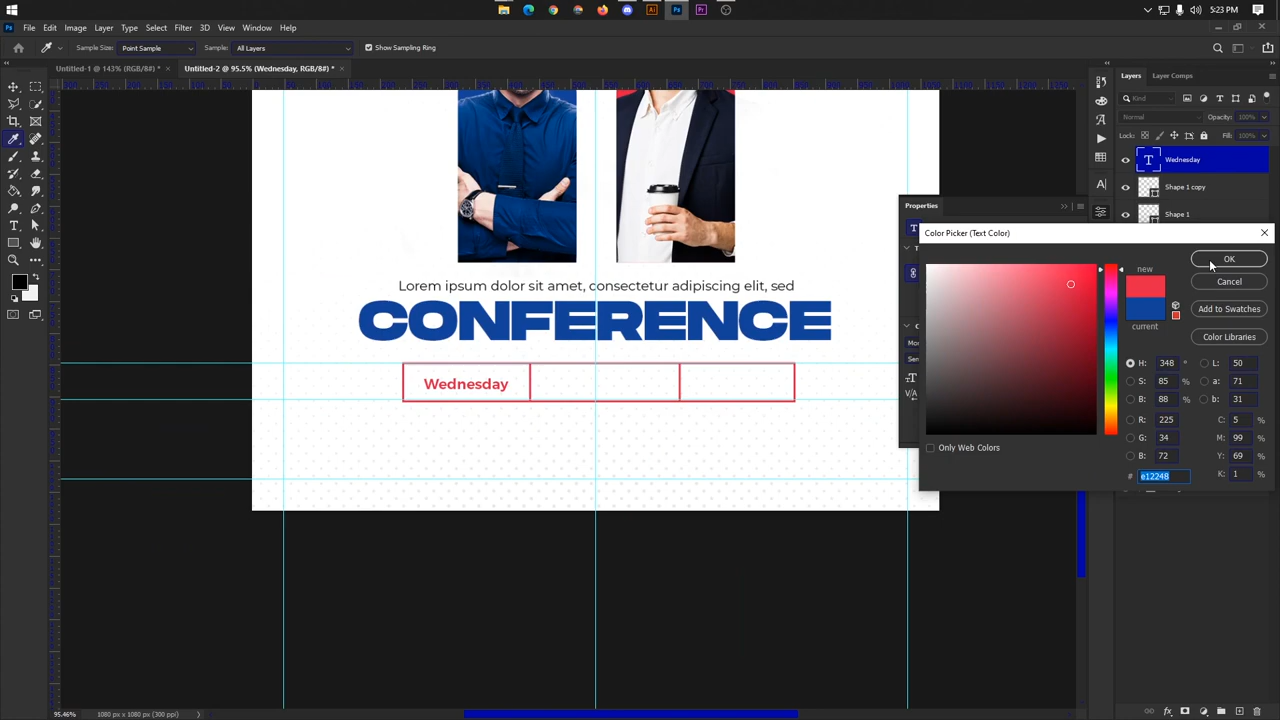 5:23 PM
File Edit Image Layer Type Select Filter 3D View Window Help
Sample Size: Point Sample Sample: All Layers Show Sampling Ring
Untitled-1 @ 143% (RGB/8#) * × Untitled-2 @ 95.5% (Wednesday, RGB/8#) * ×
Layers Layer Comps
Kind
Normal Opacity: 100%
Lock: Fill: 100%
T Wednesday
Shape 1 copy
Shape 1
Properties
Color Picker (Text Color)
new
current
OK
Cancel
Add to Swatches
Color Libraries
H: 348 ° L: 50
S: 85 % a: 71
B: 88 % b: 31
R: 225 C: 5 %
G: 34 M: 99 %
B: 72 Y: 69 %
# e12248 K: 1 %
Only Web Colors
Lorem ipsum dolor sit amet, consectetur adipiscing elit, sed
CONFERENCE
Wednesday
95.46% 1080 px x 1080 px (300 ppi)